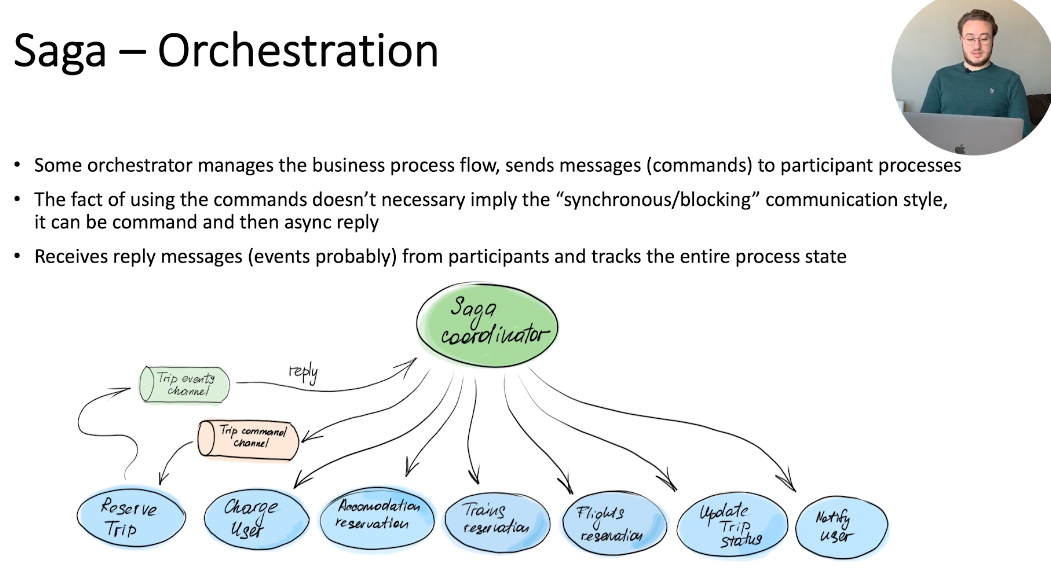 Saga – Orchestration
• Some orchestrator manages the business process flow, sends messages (commands) to participant processes
• The fact of using the commands doesn't necessary imply the “synchronous/blocking” communication style,
it can be command and then async reply
• Receives reply messages (events probably) from participants and tracks the entire process state
Saga
coordinator
reply
Trip events
channel
Trip command
channel
Reserve
Trip
Charge
User
Accomodation
reservation
Trains
reservation
Flights
reservation
Update
Trip
Status
Notify
user